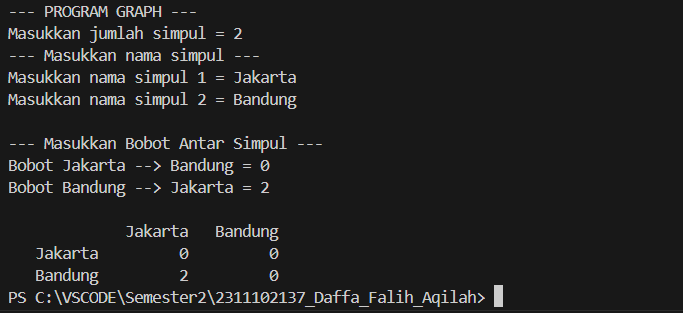 --- PROGRAM GRAPH ---
Masukkan jumlah simpul = 2
--- Masukkan nama simpul ---
Masukkan nama simpul 1 = Jakarta
Masukkan nama simpul 2 = Bandung
--- Masukkan Bobot Antar Simpul ---
Bobot Jakarta --> Bandung = 0
Bobot Bandung --> Jakarta = 2
Jakarta Bandung
Jakarta 0 0
Bandung 2 0
PS C:\VSCODE\Semester2\2311102137_Daffa_Falih_Aqilah>